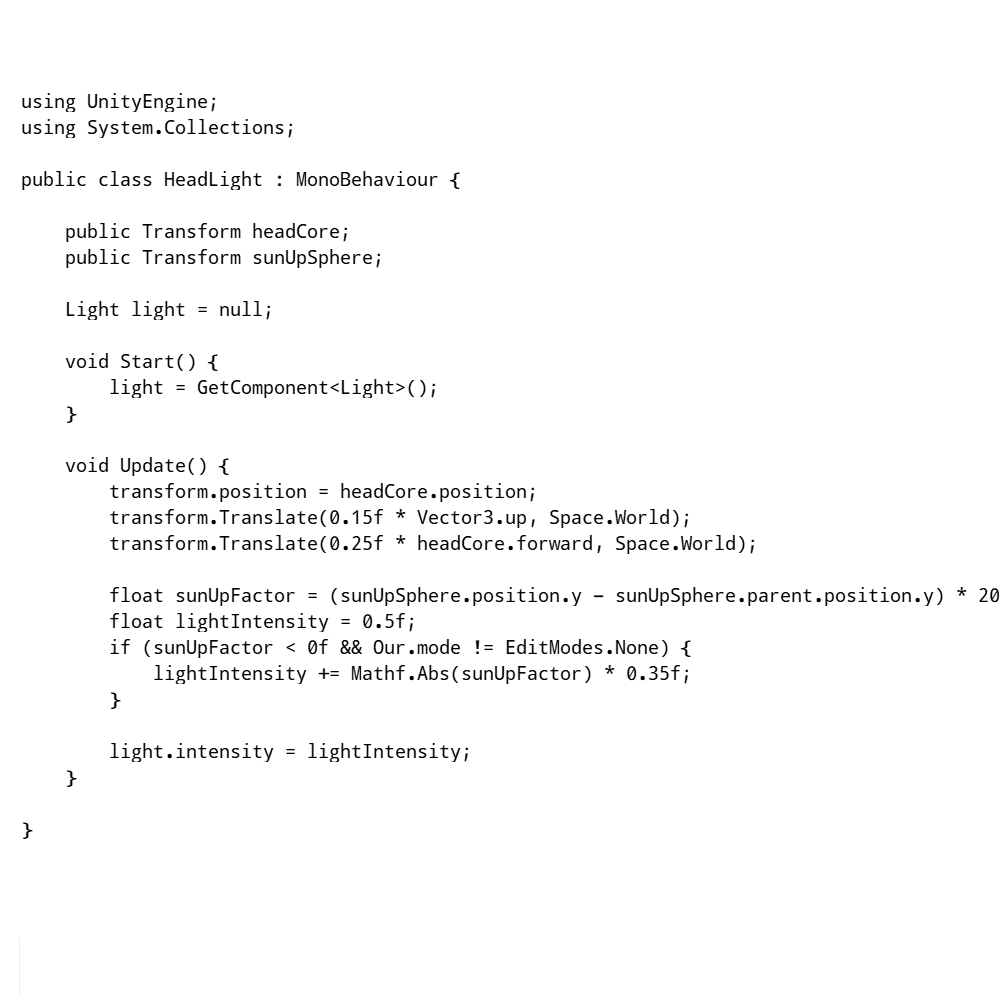 using UnityEngine;
using System.Collections;
public class HeadLight : MonoBehaviour {
public Transform headCore;
public Transform sunUpSphere;
Light light = null;
void Start() {
light = GetComponent<Light>();
}
void Update() {
transform.position = headCore.position;
transform.Translate(0.15f * Vector3.up, Space.World);
transform.Translate(0.25f * headCore.forward, Space.World);
float sunUpFactor = (sunUpSphere.position.y - sunUpSphere.parent.position.y) * 20
float lightIntensity = 0.5f;
if (sunUpFactor < 0f && Our.mode != EditModes.None) {
lightIntensity += Mathf.Abs(sunUpFactor) * 0.35f;
}
light.intensity = lightIntensity;
}
}